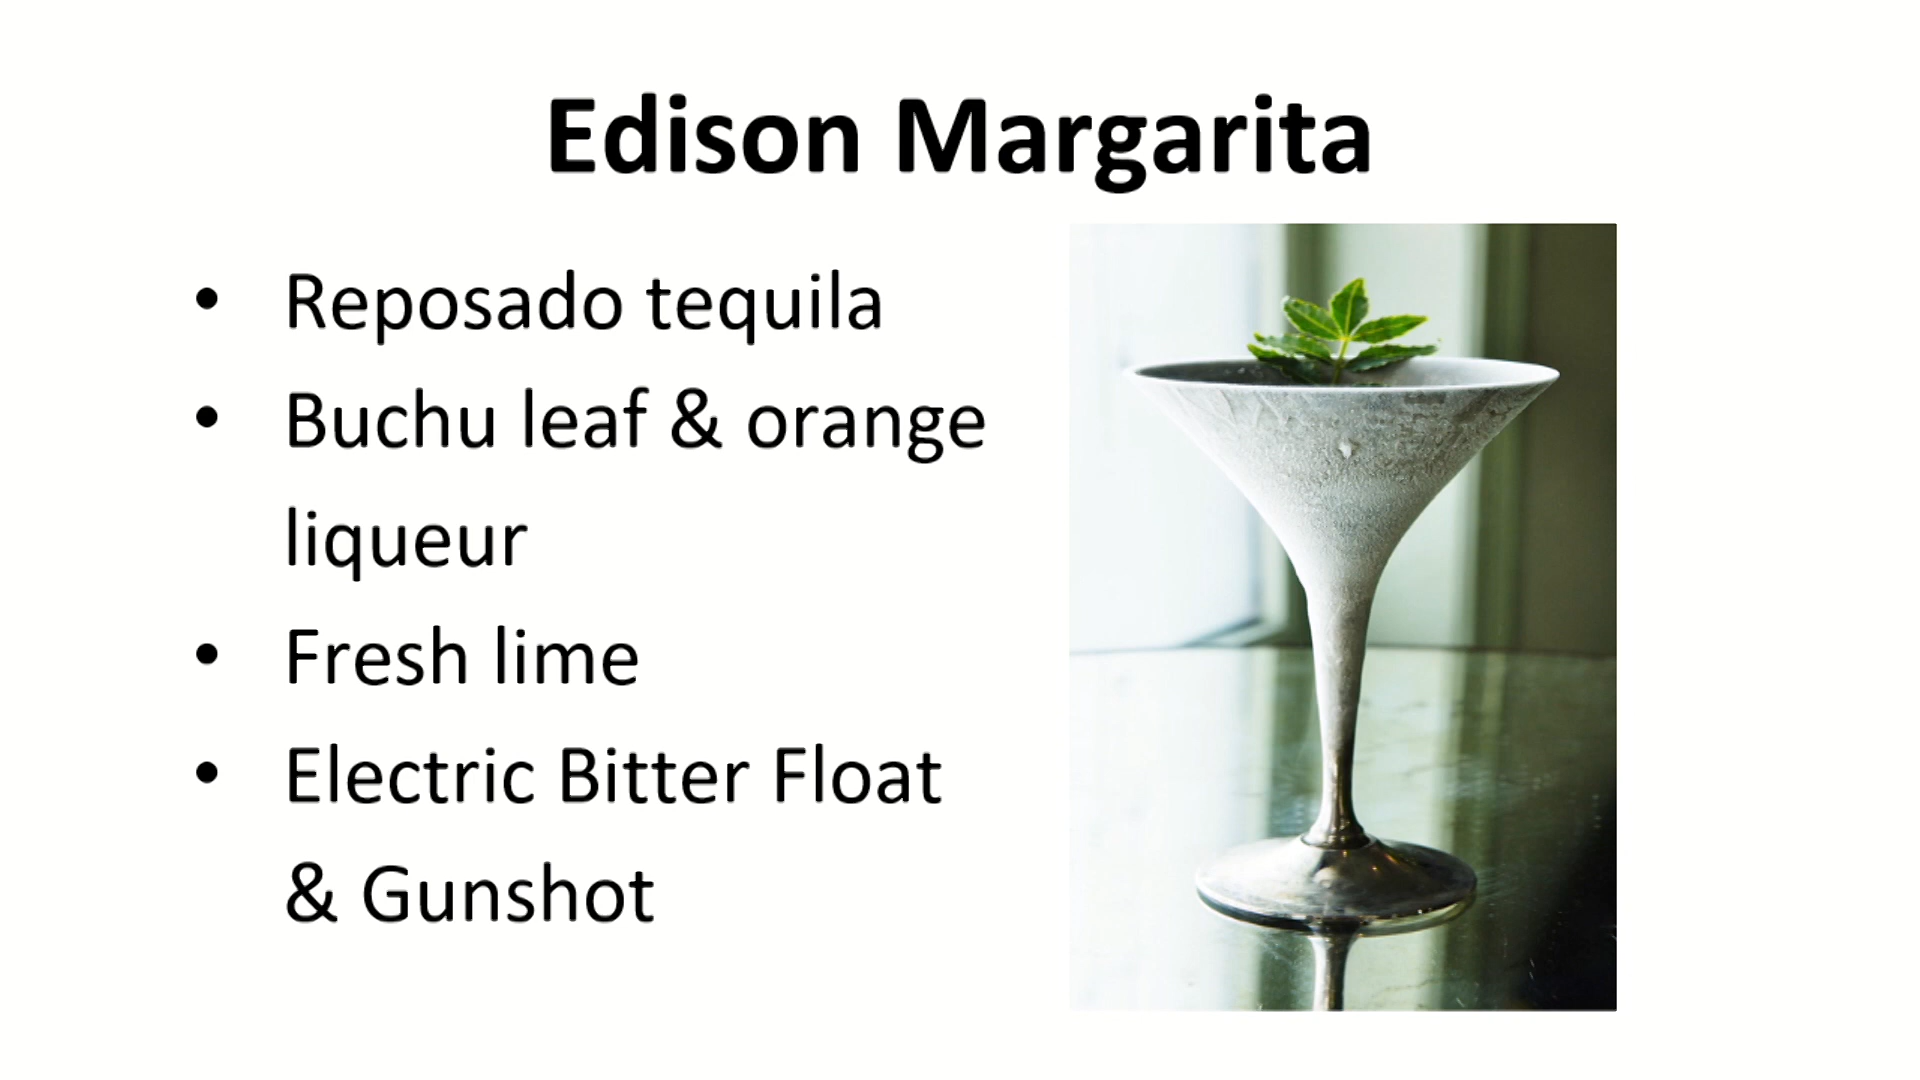 Edison Margarita
• Reposado tequila
• Buchu leaf & orange
liqueur
• Fresh lime
• Electric Bitter Float
& Gunshot